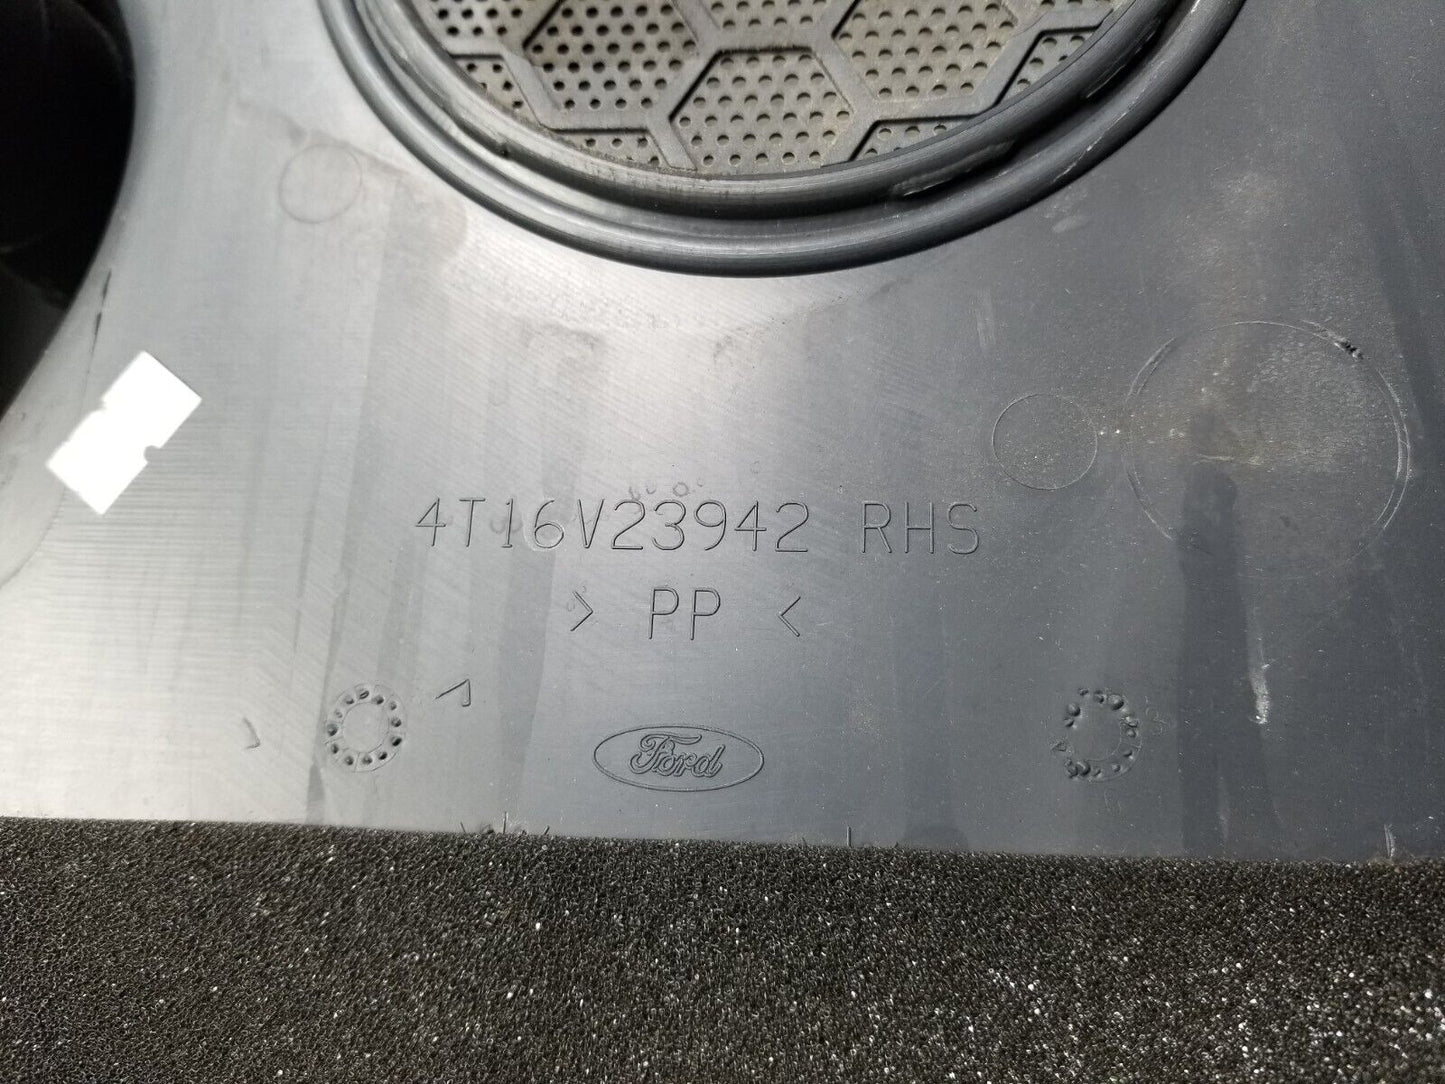 4T16V23942 RHS
> PP <
Ford